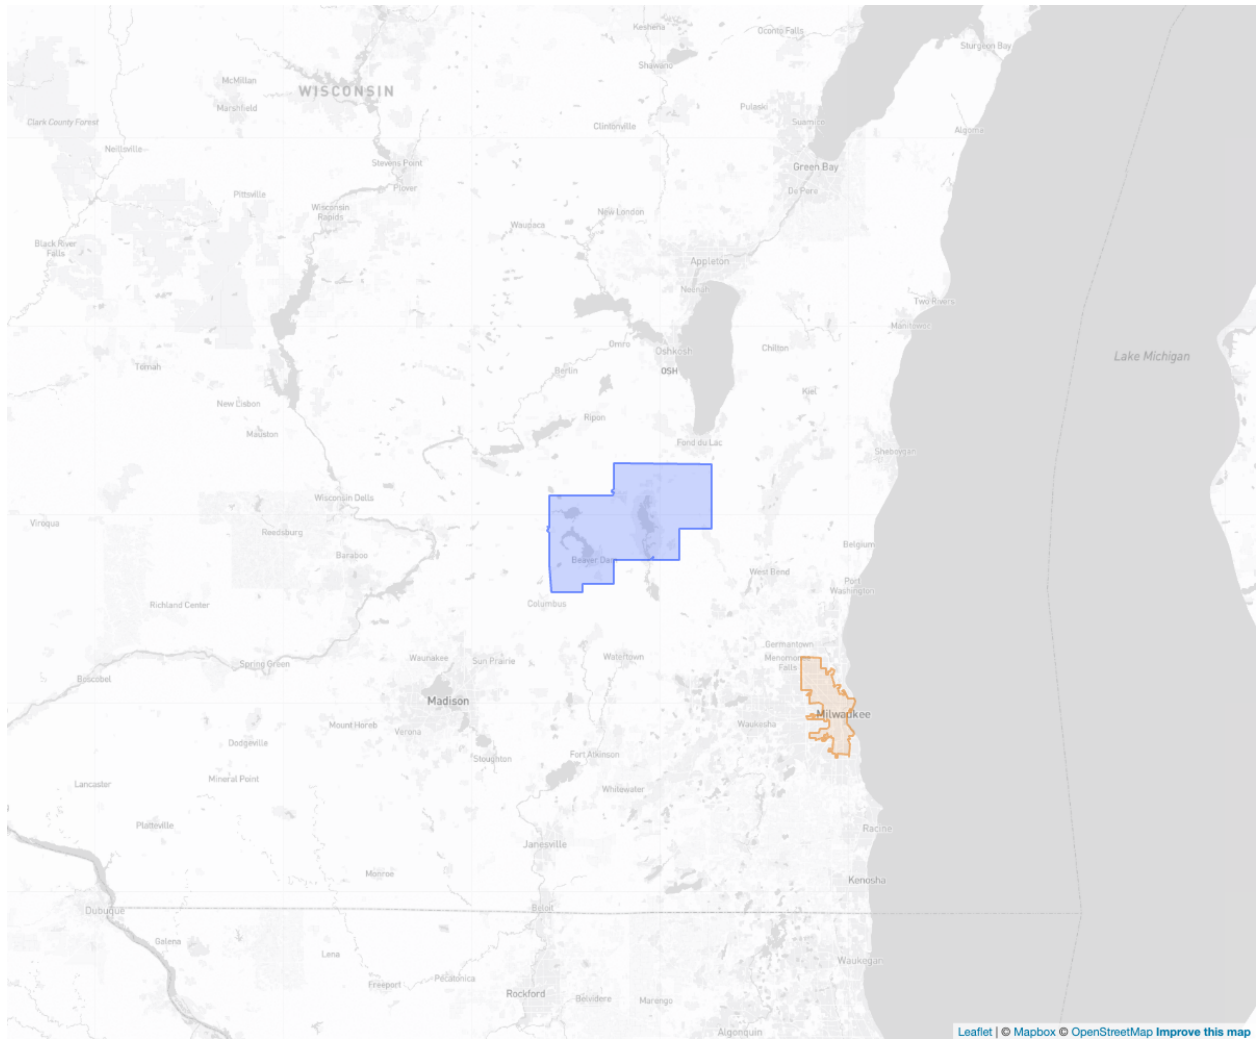 Keshena
Oconto Falls
Sturgeon Bay
Shawano
McMillan
WISCONSIN
Marshfield
Pulaski
Suamico
Clark County Forest
Clintonville
Algoma
Neillsville
Stevens Point
Green Bay
Plover
De Pere
Pittsville
Wisconsin
Rapids
New London
Waupaca
Black River
Falls
Appleton
Neenah
Two Rivers
Manitowoc
Omro
Oshkosh
Chilton
Lake Michigan
Tomah
Berlin
OSH
New Lisbon
Kiel
Ripon
Mauston
Fond du Lac
Sheboygan
Wisconsin Dells
Viroqua
Reedsburg
Belgium
Baraboo
Beaver Dam
West Bend
Port
Washington
Richland Center
Columbus
Germantown
Waunakee
Sun Prairie
Watertown
Menomonee
Falls
Spring Green
Boscobel
Madison
Milwaukee
Mount Horeb
Verona
Waukesha
Dodgeville
Stoughton
Fort Atkinson
Mineral Point
Lancaster
Whitewater
Platteville
Racine
Janesville
Monroe
Kenosha
Dubuque
Beloit
Galena
Lena
Waukegan
Pecatonica
Freeport
Rockford
Belvidere
Marengo
Algonquin
Leaflet | © Mapbox © OpenStreetMap Improve this map